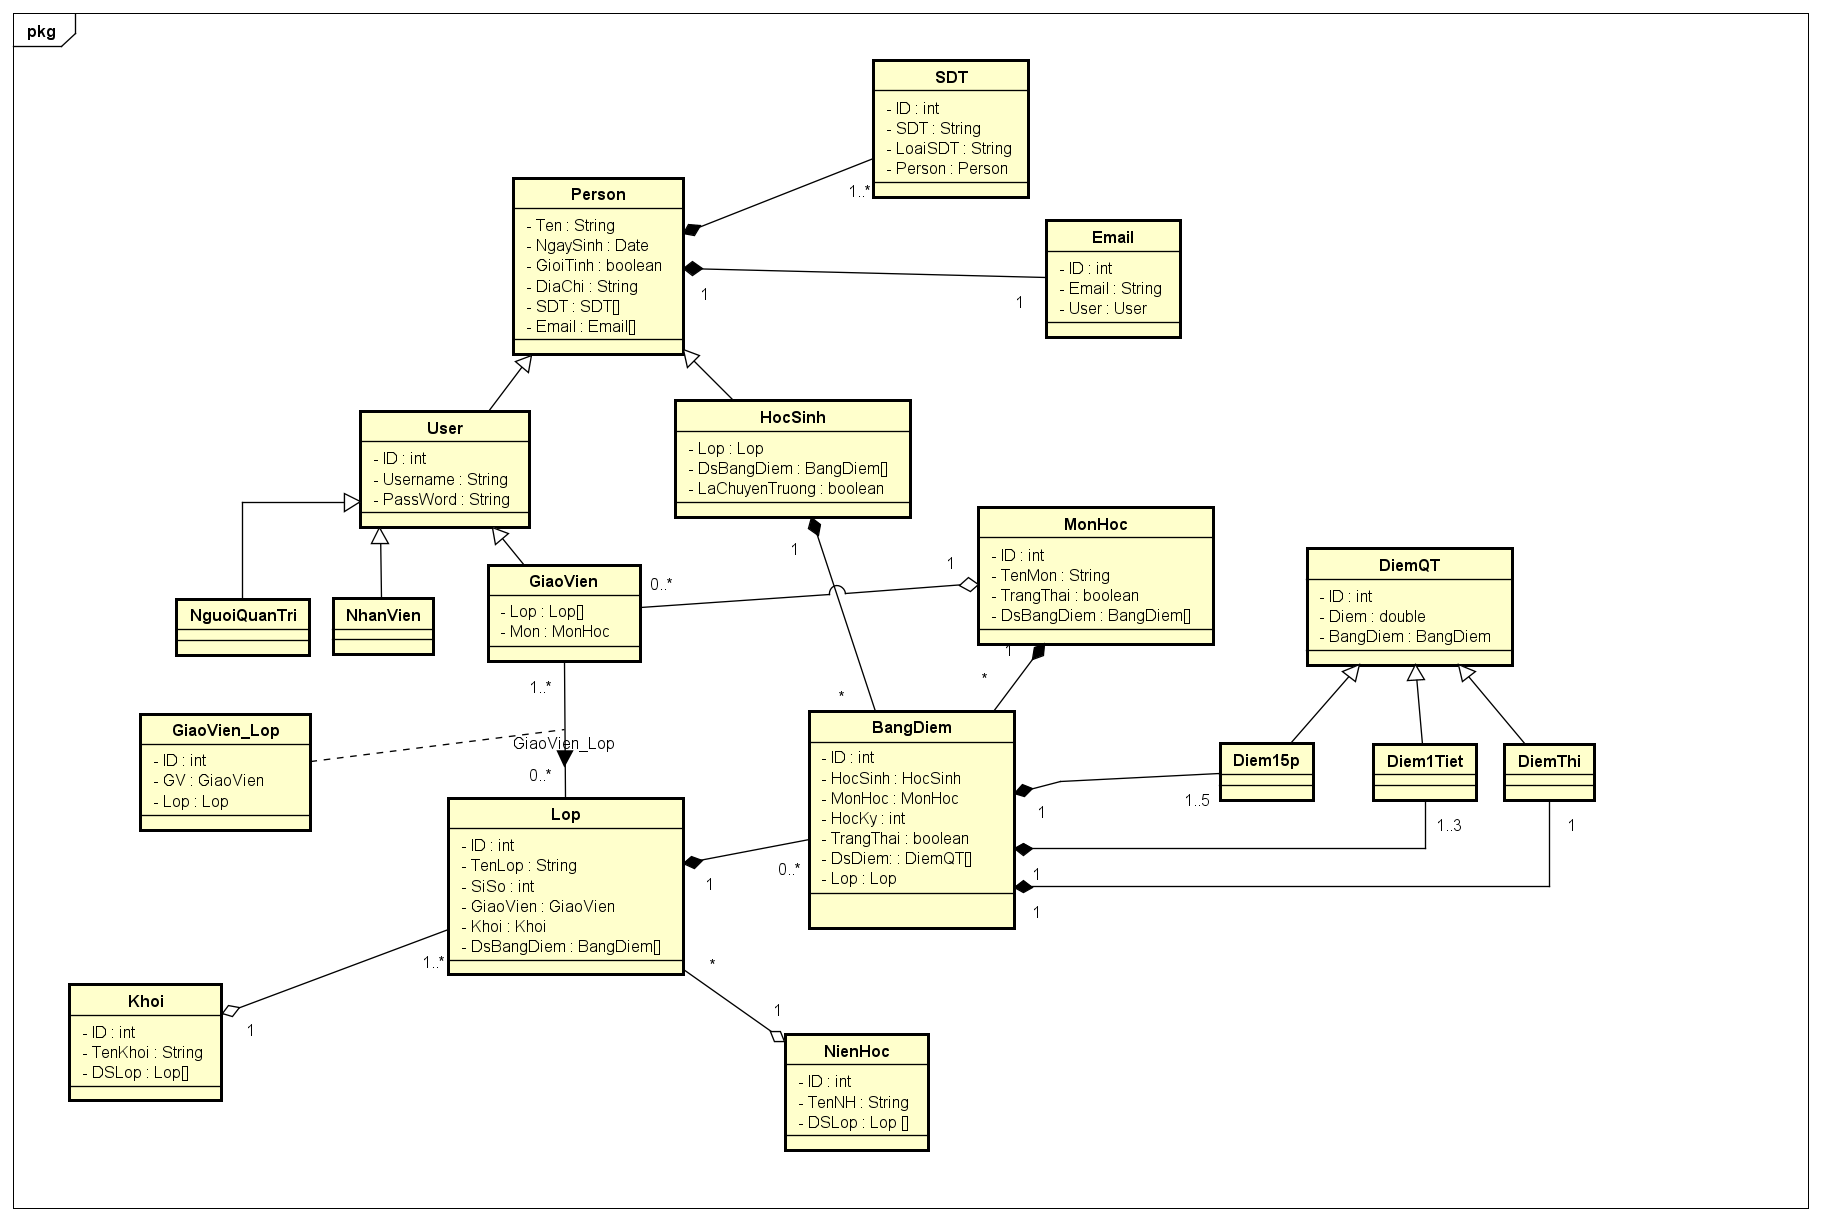 pkg
SDT
- ID : int
- SDT : String
- LoaiSDT : String
- Person : Person
1..*
Person
- Ten : String
- NgaySinh : Date
- GioiTinh : boolean
- DiaChi : String
- SDT : SDT[]
- Email : Email[]
1
1
Email
- ID : int
- Email : String
- User : User
User
- ID : int
- Username : String
- PassWord : String
HocSinh
- Lop : Lop
- DsBangDiem : BangDiem[]
- LaChuyenTruong : boolean
1
*
NguoiQuanTri
NhanVien
GiaoVien
- Lop : Lop[]
- Mon : MonHoc
0..*
1
MonHoc
- ID : int
- TenMon : String
- TrangThai : boolean
- DsBangDiem : BangDiem[]
1
*
DiemQT
- ID : int
- Diem : double
- BangDiem : BangDiem
1..*
GiaoVien_Lop
0..*
GiaoVien_Lop
- ID : int
- GV : GiaoVien
- Lop : Lop
BangDiem
- ID : int
- HocSinh : HocSinh
- MonHoc : MonHoc
- HocKy : int
- TrangThai : boolean
- DsDiem: : DiemQT[]
- Lop : Lop
Diem15p
Diem1Tiet
DiemThi
1
1..5
1
1..3
1
1
Lop
- ID : int
- TenLop : String
- SiSo : int
- GiaoVien : GiaoVien
- Khoi : Khoi
- DsBangDiem : BangDiem[]
1
0..*
1..*
1
Khoi
- ID : int
- TenKhoi : String
- DSLop : Lop[]
*
1
NienHoc
- ID : int
- TenNH : String
- DSLop : Lop []